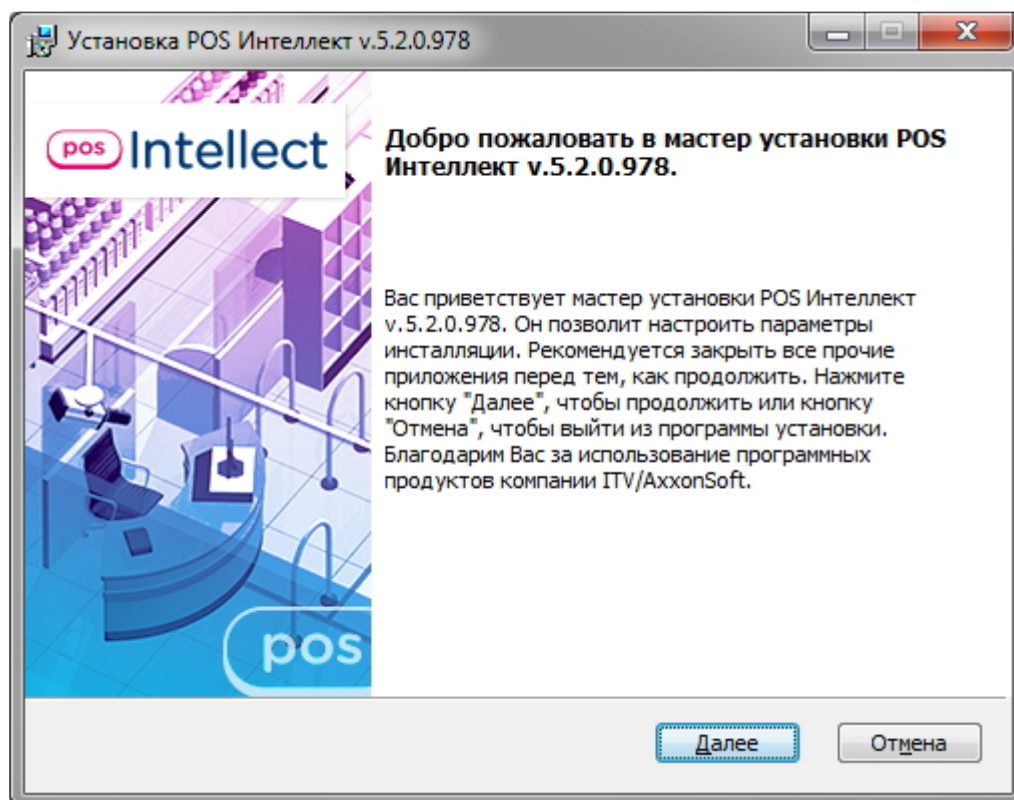 Установка POS Интеллект v.5.2.0.978
pos Intellect
Добро пожаловать в мастер установки POS
Интеллект v.5.2.0.978.
Вас приветствует мастер установки POS Интеллект
v.5.2.0.978. Он позволит настроить параметры
инсталляции. Рекомендуется закрыть все прочие
приложения перед тем, как продолжить. Нажмите
кнопку "Далее", чтобы продолжить или кнопку
"Отмена", чтобы выйти из программы установки.
Благодарим Вас за использование программных
продуктов компании ITV/AxxonSoft.
pos
Далее
Отмена